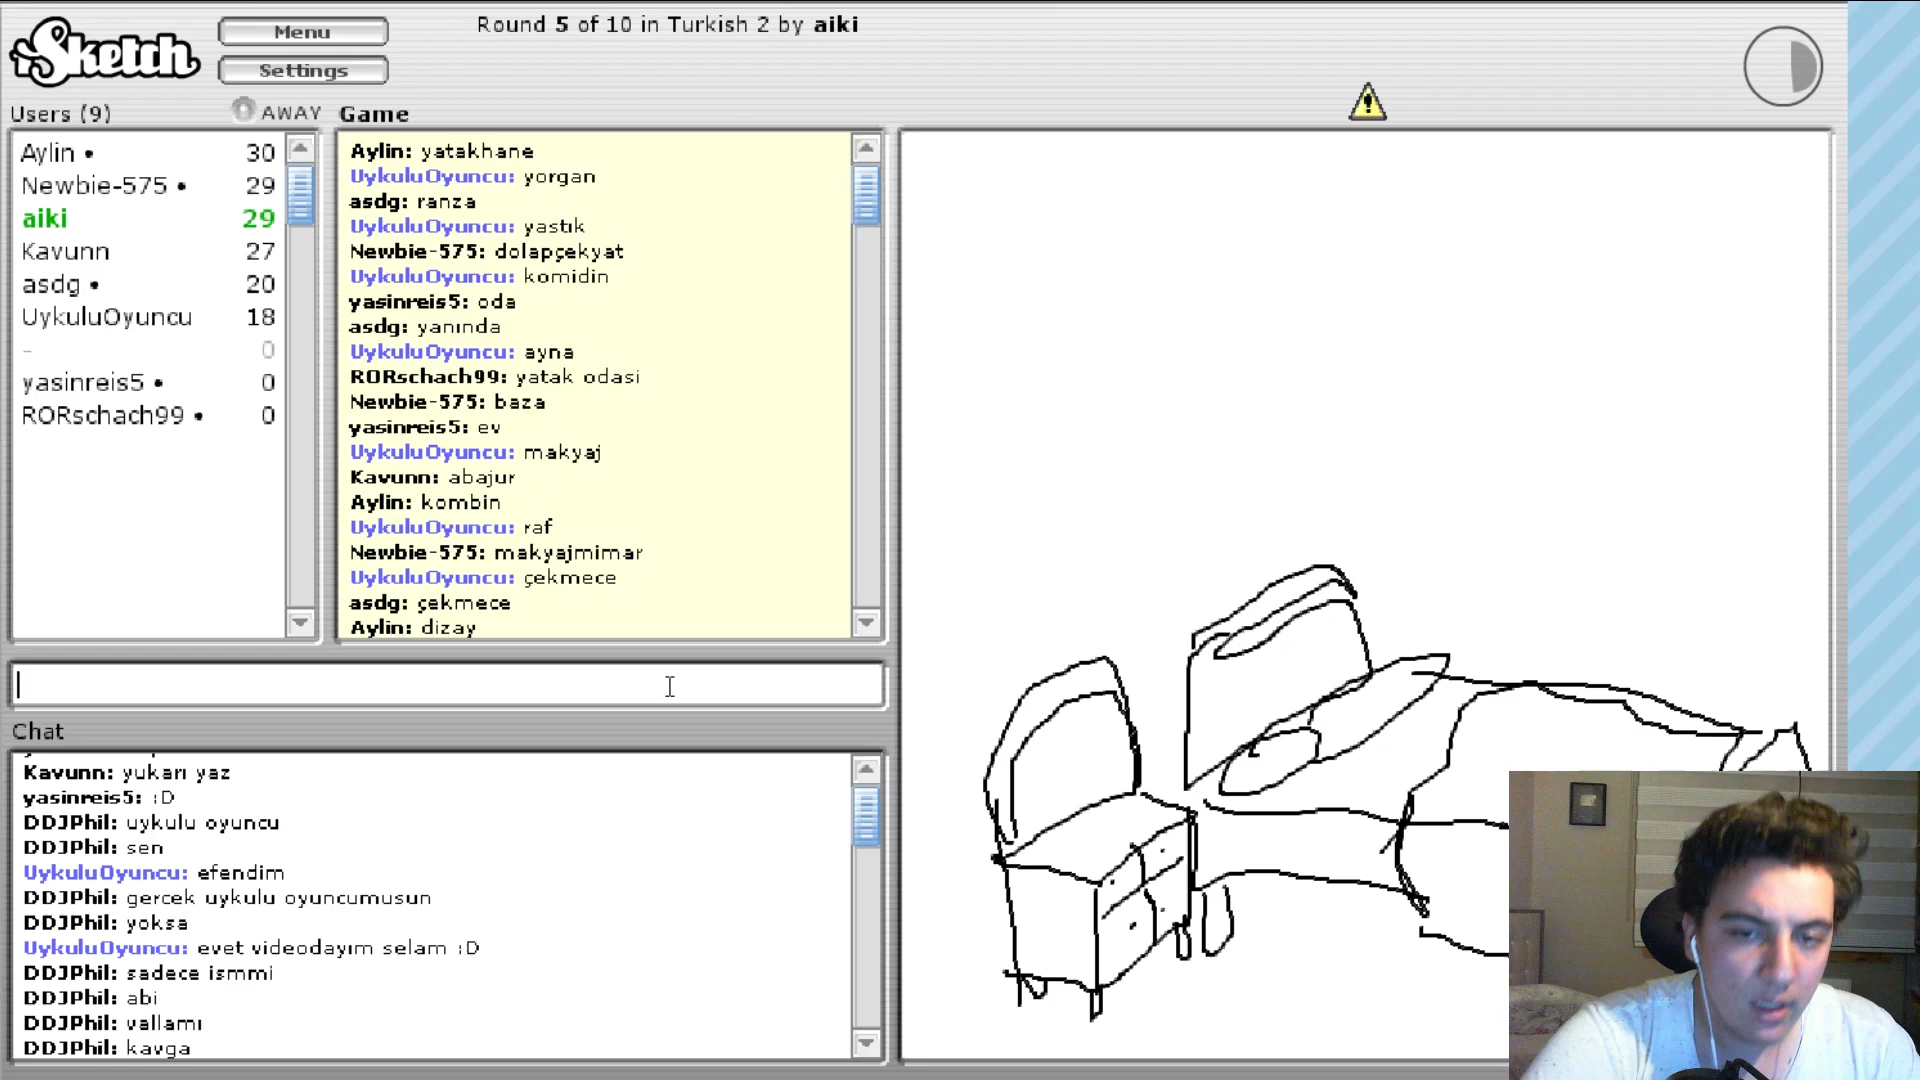 iSketch
Menu
Settings
Round 5 of 10 in Turkish 2 by aiki
Users (9)
AWAY
Game
Aylin • 30
Newbie-575 • 29
aiki 29
Kavunn 27
asdg • 20
UykuluOyuncu 18
- 0
yasinreis5 • 0
RORschach99 • 0
Aylin: yatakhane
UykuluOyuncu: yorgan
asdg: ranza
UykuluOyuncu: yastık
Newbie-575: dolapçekyat
UykuluOyuncu: komidin
yasinreis5: oda
asdg: yanında
UykuluOyuncu: ayna
RORschach99: yatak odasi
Newbie-575: baza
yasinreis5: ev
UykuluOyuncu: makyaj
Kavunn: abajur
Aylin: kombin
UykuluOyuncu: raf
Newbie-575: makyajmimar
UykuluOyuncu: çekmece
asdg: çekmece
Aylin: dizay
Chat
Kavunn: yukarı yaz
yasinreis5: :D
DDJPhil: uykulu oyuncu
DDJPhil: sen
UykuluOyuncu: efendim
DDJPhil: gercek uykulu oyuncumusun
DDJPhil: yoksa
UykuluOyuncu: evet videodayım selam :D
DDJPhil: sadece ismmi
DDJPhil: abi
DDJPhil: vallamı
DDJPhil: kavga